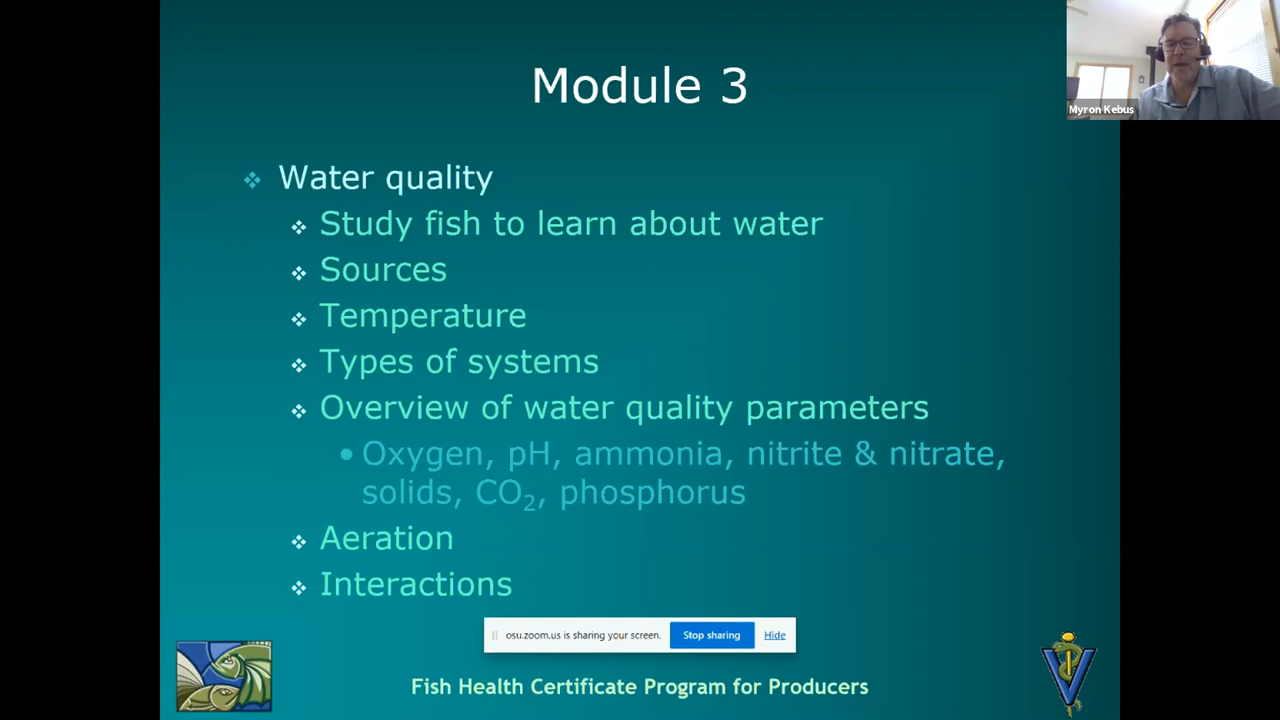 Module 3
Myron Kebus
Water quality
Study fish to learn about water
Sources
Temperature
Types of systems
Overview of water quality parameters
• Oxygen, pH, ammonia, nitrite & nitrate,
solids, CO₂, phosphorus
Aeration
Interactions
osu.zoom.us is sharing your screen. Stop sharing Hide
Fish Health Certificate Program for Producers
V